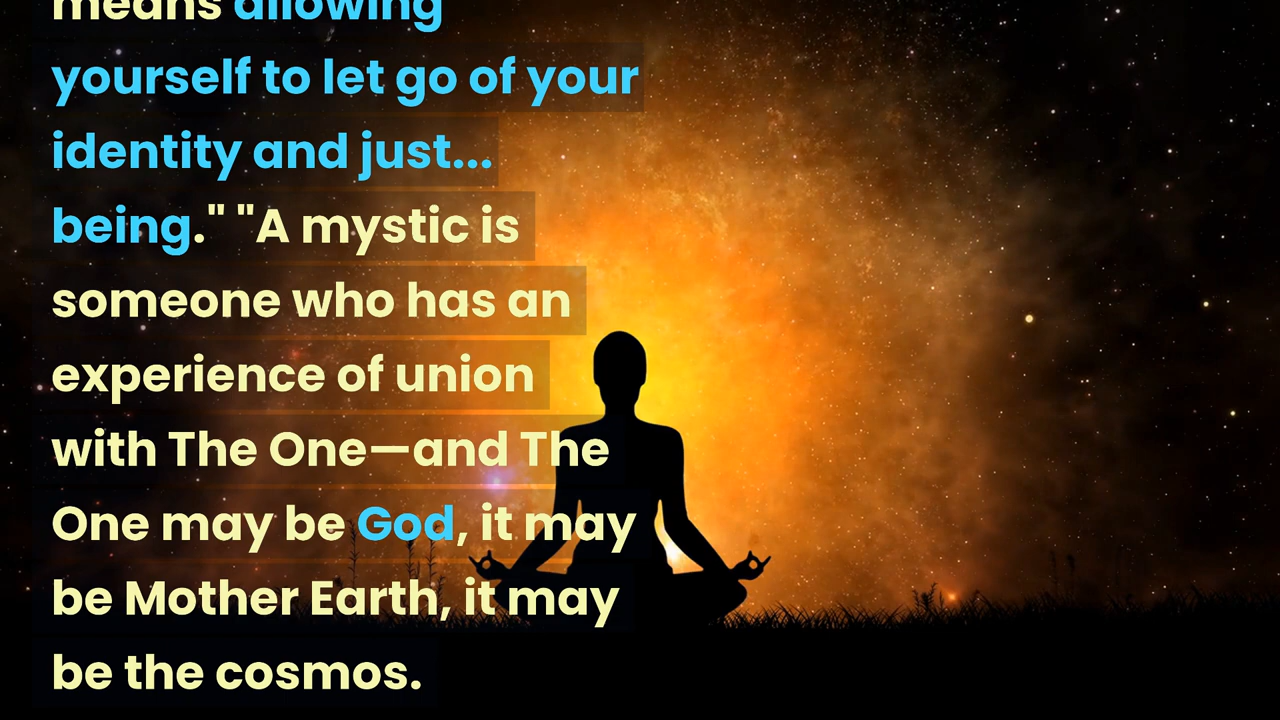 means allowing
yourself to let go of your
identity and just...
being." "A mystic is
someone who has an
experience of union
with The One—and The
One may be God, it may
be Mother Earth, it may
be the cosmos.